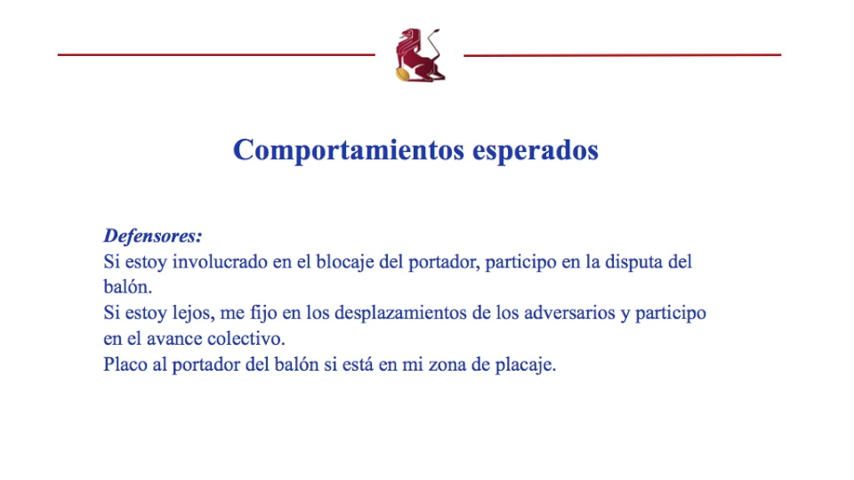 Comportamientos esperados
Defensores:
Si estoy involucrado en el blocaje del portador, participo en la disputa del
balón.
Si estoy lejos, me fijo en los desplazamientos de los adversarios y participo
en el avance colectivo.
Placo al portador del balón si está en mi zona de placaje.